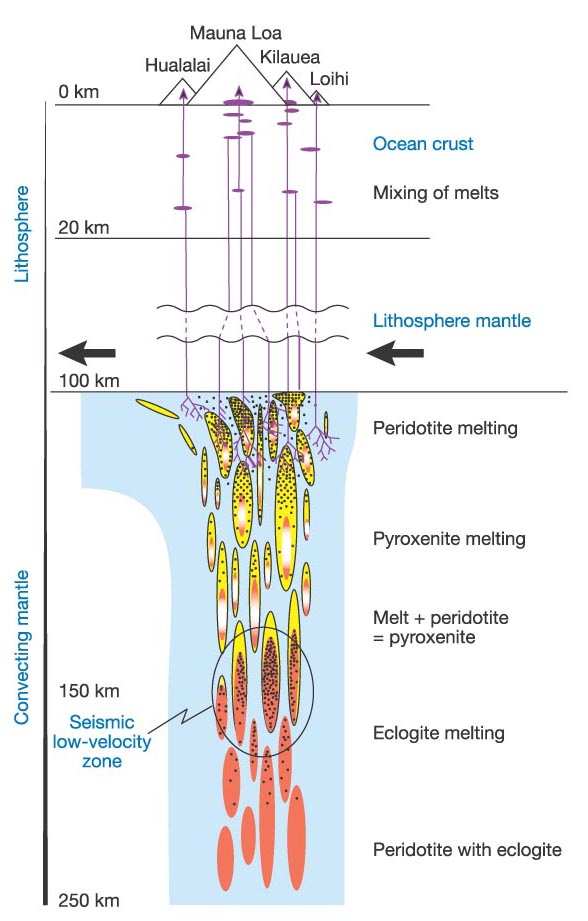 Mauna Loa
Hualalai
Kilauea
Loihi
0 km
Ocean crust
Mixing of melts
20 km
Lithosphere
Lithosphere mantle
100 km
Peridotite melting
Pyroxenite melting
Melt + peridotite
= pyroxenite
Convecting mantle
150 km
Seismic
low-velocity
zone
Eclogite melting
Peridotite with eclogite
250 km